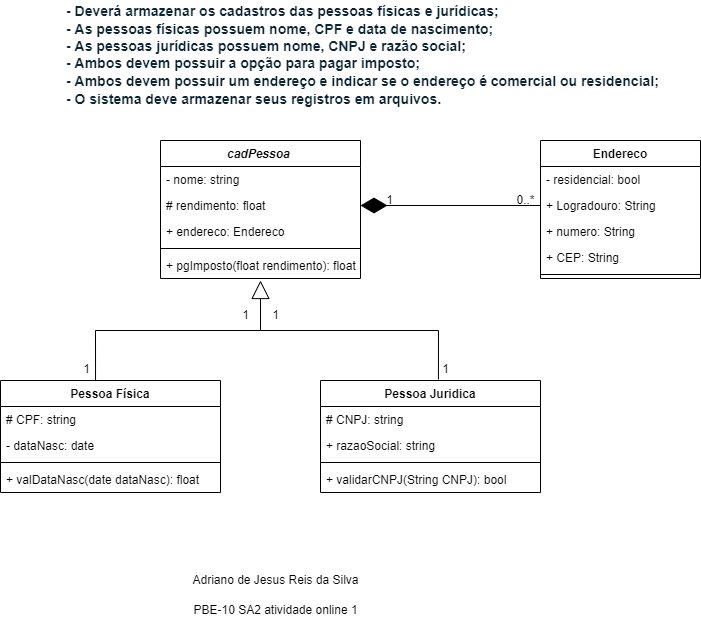 - Deverá armazenar os cadastros das pessoas físicas e jurídicas;
- As pessoas físicas possuem nome, CPF e data de nascimento;
- As pessoas jurídicas possuem nome, CNPJ e razão social;
- Ambos devem possuir a opção para pagar imposto;
- Ambos devem possuir um endereço e indicar se o endereço é comercial ou residencial;
- O sistema deve armazenar seus registros em arquivos.
cadPessoa
- nome: string
# rendimento: float
+ endereco: Endereco
+ pgImposto(float rendimento): float
1
0..*
Endereco
- residencial: bool
+ Logradouro: String
+ numero: String
+ CEP: String
1
1
1
1
Pessoa Física
# CPF: string
- dataNasc: date
+ valDataNasc(date dataNasc): float
Pessoa Juridica
# CNPJ: string
+ razaoSocial: string
+ validarCNPJ(String CNPJ): bool
Adriano de Jesus Reis da Silva
PBE-10 SA2 atividade online 1